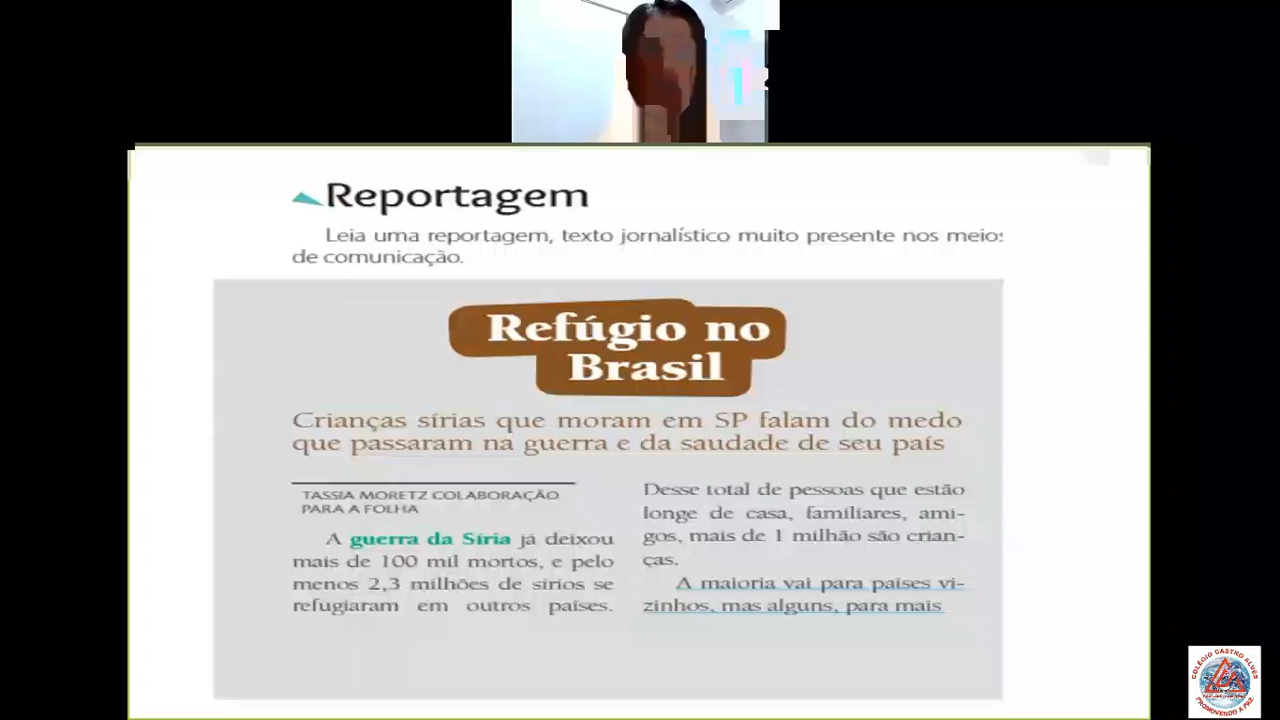 Reportagem
Leia uma reportagem, texto jornalístico muito presente nos meios
de comunicação.
Refúgio no
Brasil
Crianças sírias que moram em SP falam do medo
que passaram na guerra e da saudade de seu país
TASSIA MORETZ COLABORAÇÃO
PARA A FOLHA
A guerra da Síria já deixou
mais de 100 mil mortos, e pelo
menos 2,3 milhões de sírios se
refugiaram em outros países.
Desse total de pessoas que estão
longe de casa, familiares, ami-
gos, mais de 1 milhão são crian-
ças.
A maioria vai para países vi-
zinhos, mas alguns, para mais
COLÉGIO CASTRO ALVES
PROMOVENDO A PAZ